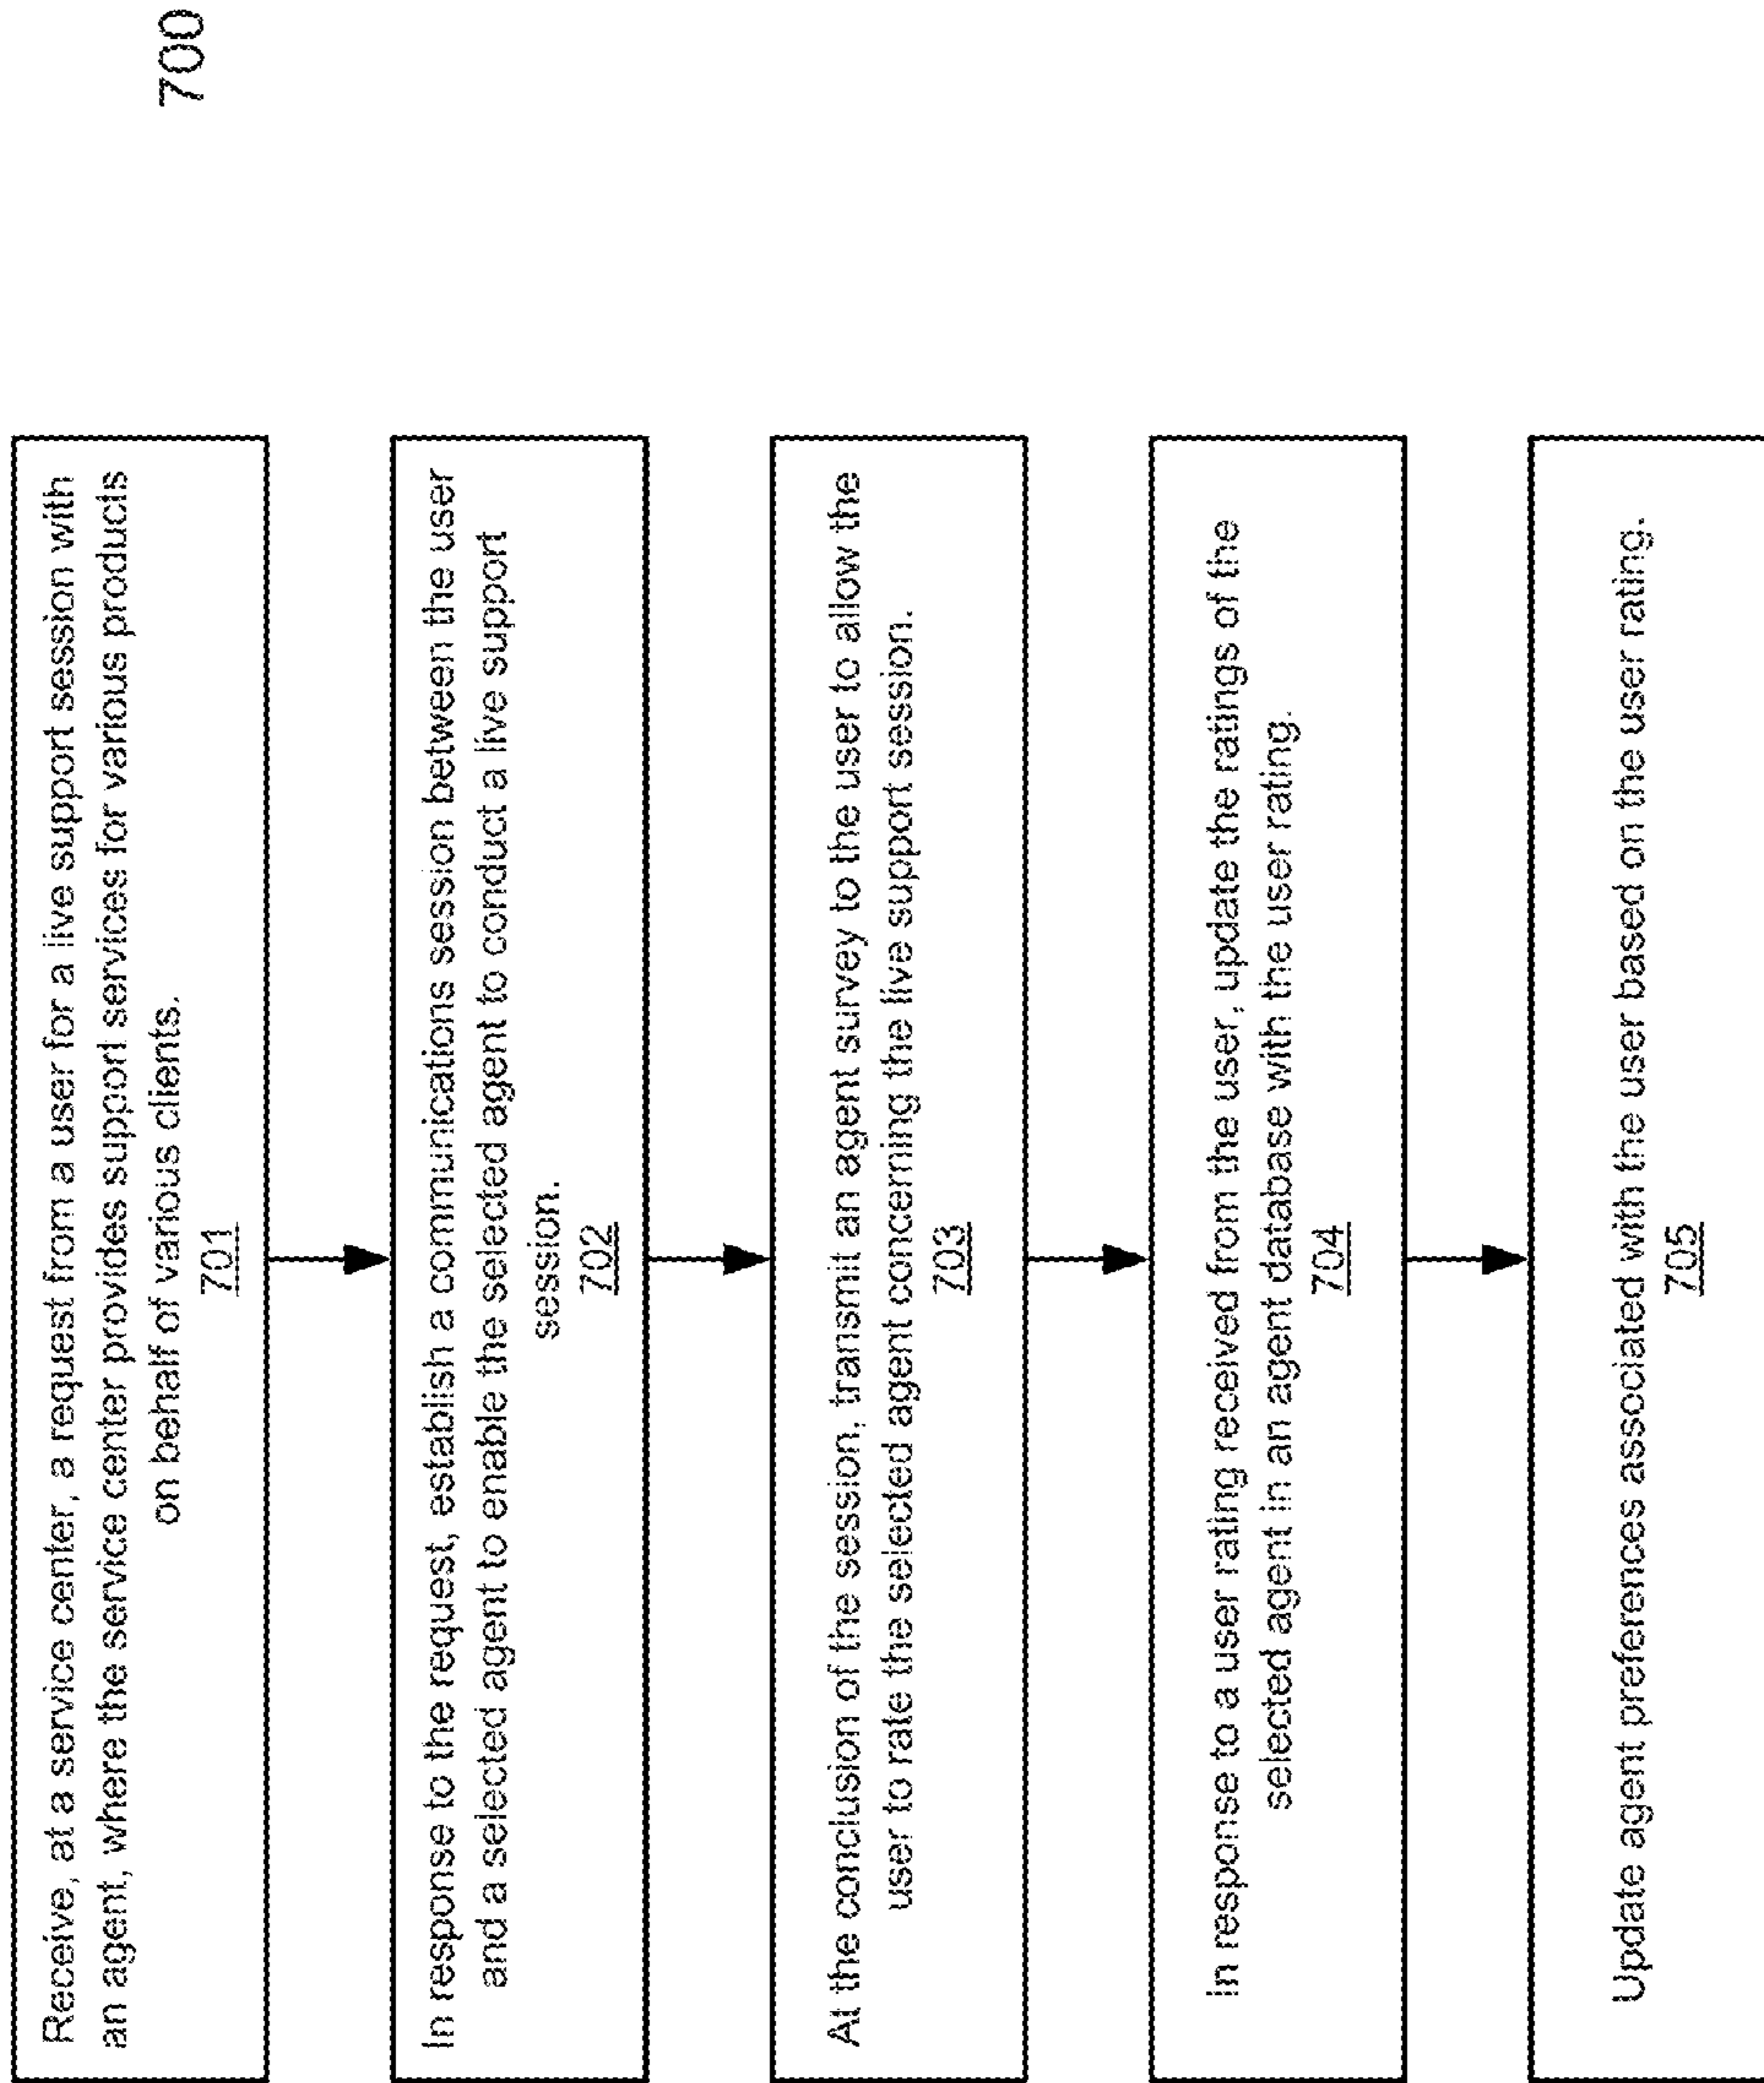 700
Receive, at a service center, a request from a user for a live support session with
an agent, where the service center provides support services for various products
on behalf of various clients.
701
In response to the request, establish a communications session between the user
and a selected agent to enable the selected agent to conduct a live support
session.
702
At the conclusion of the session, transmit an agent survey to the user to allow the
user to rate the selected agent concerning the live support session.
703
In response to a user rating received from the user, update the ratings of the
selected agent in an agent database with the user rating.
704
Update agent preferences associated with the user based on the user rating.
705